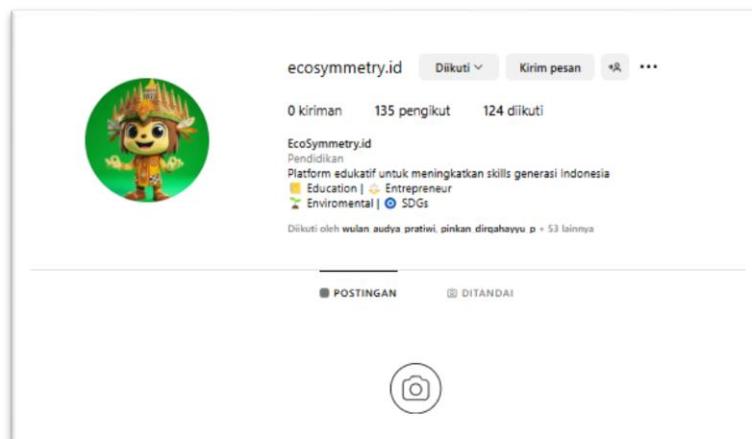 ecosymmetry.id Diikuti Kirim pesan
0 kiriman 135 pengikut 124 diikuti
EcoSymmetry.id
Pendidikan
Platform edukatif untuk meningkatkan skills generasi Indonesia
Education | Entrepreneur
Enviromental | SDGs
Diikuti oleh wulan_audya_pratiwi, pinkan_dirgahayyu_p + 53 lainnya
POSTINGAN DITANDAI